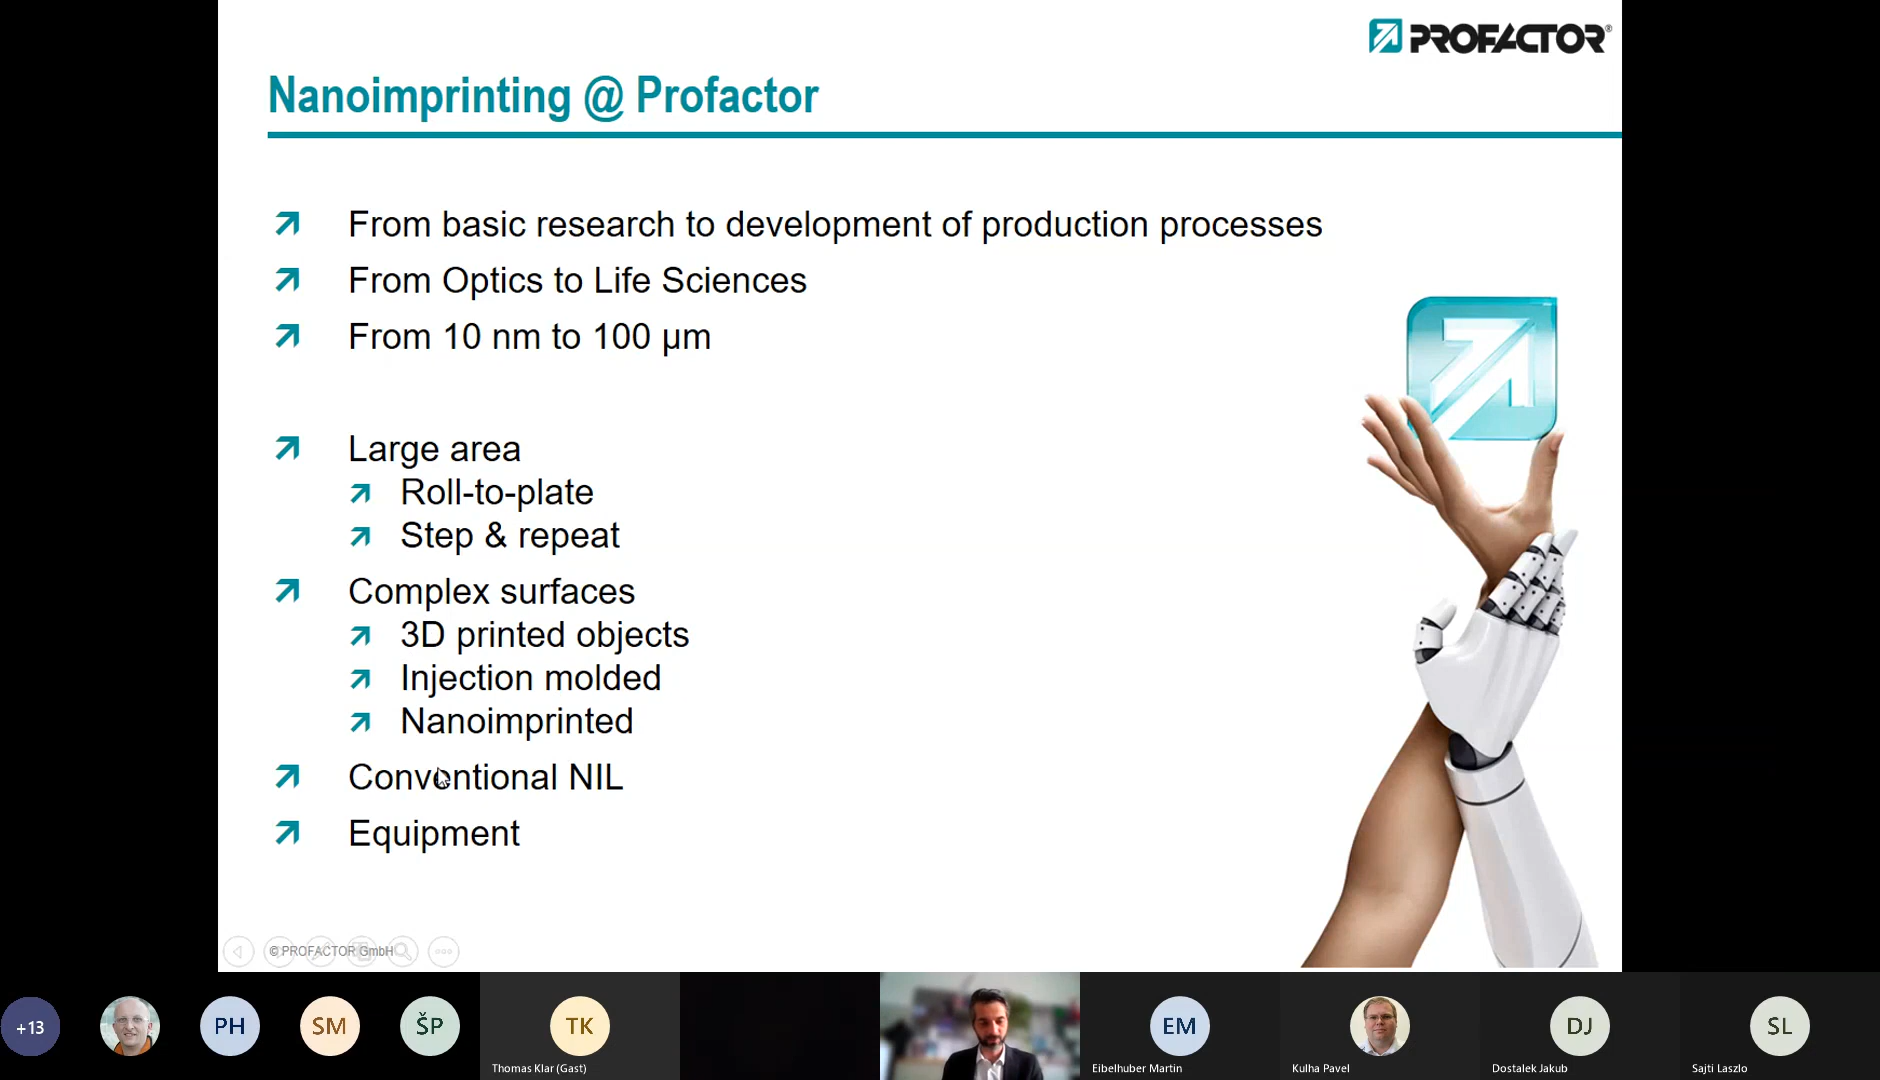 PROFACTOR®
Nanoimprinting @ Profactor
From basic research to development of production processes
From Optics to Life Sciences
From 10 nm to 100 µm
Large area
Roll-to-plate
Step & repeat
Complex surfaces
3D printed objects
Injection molded
Nanoimprinted
Conventional NIL
Equipment
© PROFACTOR GmbH
+13
PH
SM
ŠP
TK
EM
DJ
SL
Thomas Klar (Gast)
Eibelhuber Martin
Kulha Pavel
Dostalek Jakub
Sajti Laszlo